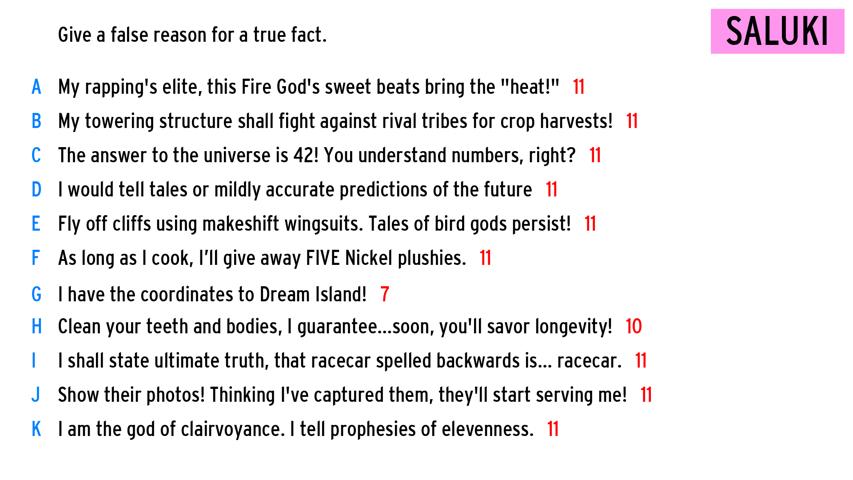 Give a false reason for a true fact.
SALUKI
A My rapping's elite, this Fire God's sweet beats bring the "heat!" 11
B My towering structure shall fight against rival tribes for crop harvests! 11
C The answer to the universe is 42! You understand numbers, right? 11
D I would tell tales or mildly accurate predictions of the future 11
E Fly off cliffs using makeshift wingsuits. Tales of bird gods persist! 11
F As long as I cook, I'll give away FIVE Nickel plushies. 11
G I have the coordinates to Dream Island! 7
H Clean your teeth and bodies, I guarantee...soon, you'll savor longevity! 10
I I shall state ultimate truth, that racecar spelled backwards is... racecar. 11
J Show their photos! Thinking I've captured them, they'll start serving me! 11
K I am the god of clairvoyance. I tell prophesies of elevenness. 11